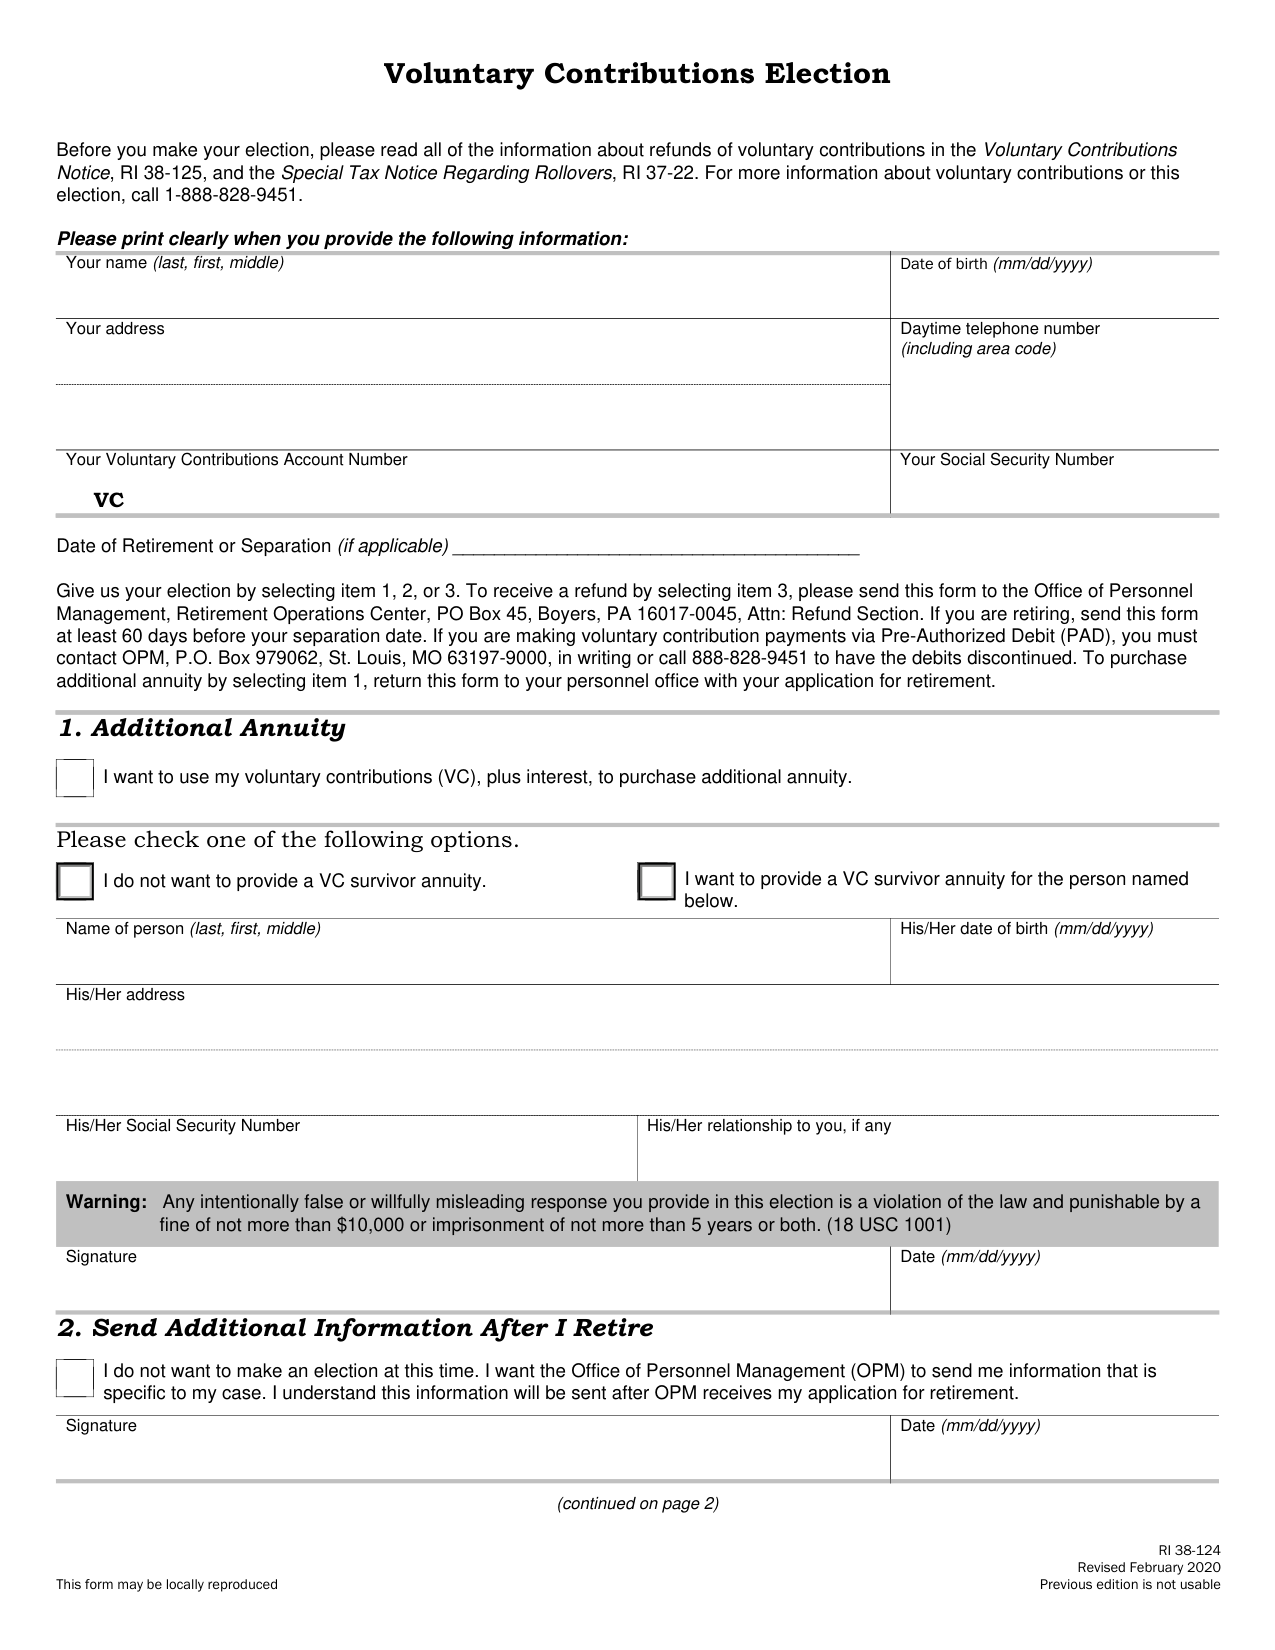 Voluntary Contributions Election
Before you make your election, please read all of the information about refunds of voluntary contributions in the Voluntary Contributions
Notice, RI 38-125, and the Special Tax Notice Regarding Rollovers, RI 37-22. For more information about voluntary contributions or this
election, call 1-888-828-9451.
Please print clearly when you provide the following information:
Your name (last, first, middle)
Date of birth (mm/dd/yyyy)
Your address
Daytime telephone number
(including area code)
Your Voluntary Contributions Account Number
Your Social Security Number
VC
Date of Retirement or Separation (if applicable) ________________________________________
Give us your election by selecting item 1, 2, or 3. To receive a refund by selecting item 3, please send this form to the Office of Personnel
Management, Retirement Operations Center, PO Box 45, Boyers, PA 16017-0045, Attn: Refund Section. If you are retiring, send this form
at least 60 days before your separation date. If you are making voluntary contribution payments via Pre-Authorized Debit (PAD), you must
contact OPM, P.O. Box 979062, St. Louis, MO 63197-9000, in writing or call 888-828-9451 to have the debits discontinued. To purchase
additional annuity by selecting item 1, return this form to your personnel office with your application for retirement.
1. Additional Annuity
I want to use my voluntary contributions (VC), plus interest, to purchase additional annuity.
Please check one of the following options.
I do not want to provide a VC survivor annuity.
I want to provide a VC survivor annuity for the person named
below.
Name of person (last, first, middle)
His/Her date of birth (mm/dd/yyyy)
His/Her address
His/Her Social Security Number
His/Her relationship to you, if any
Warning: Any intentionally false or willfully misleading response you provide in this election is a violation of the law and punishable by a
fine of not more than $10,000 or imprisonment of not more than 5 years or both. (18 USC 1001)
Signature
Date (mm/dd/yyyy)
2. Send Additional Information After I Retire
I do not want to make an election at this time. I want the Office of Personnel Management (OPM) to send me information that is
specific to my case. I understand this information will be sent after OPM receives my application for retirement.
Signature
Date (mm/dd/yyyy)
(continued on page 2)
RI 38-124
Revised February 2020
This form may be locally reproduced
Previous edition is not usable